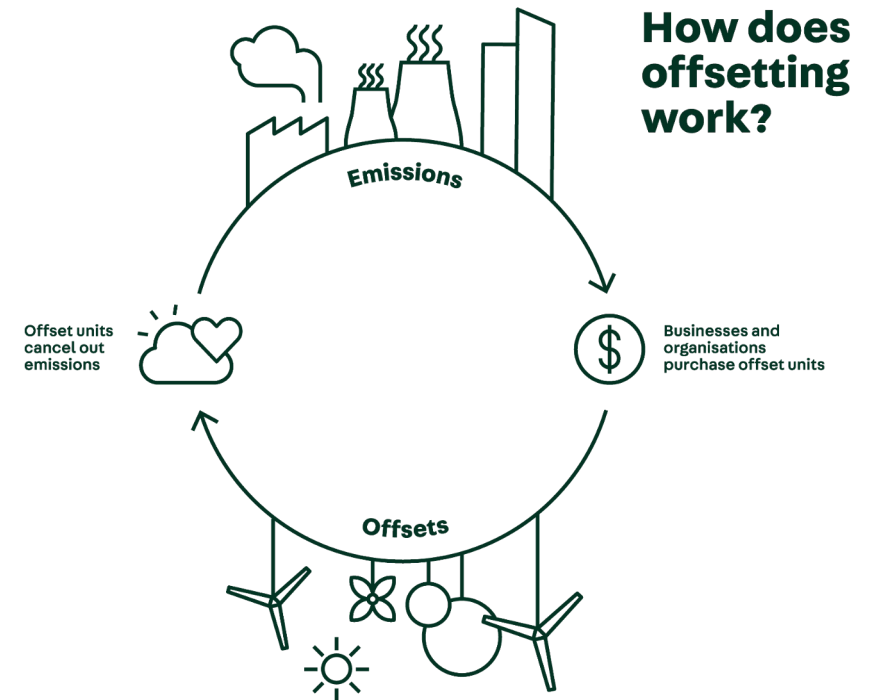 How does
offsetting
work?
Emissions
Offset units
cancel out
emissions
$
Businesses and
organisations
purchase offset units
Offsets